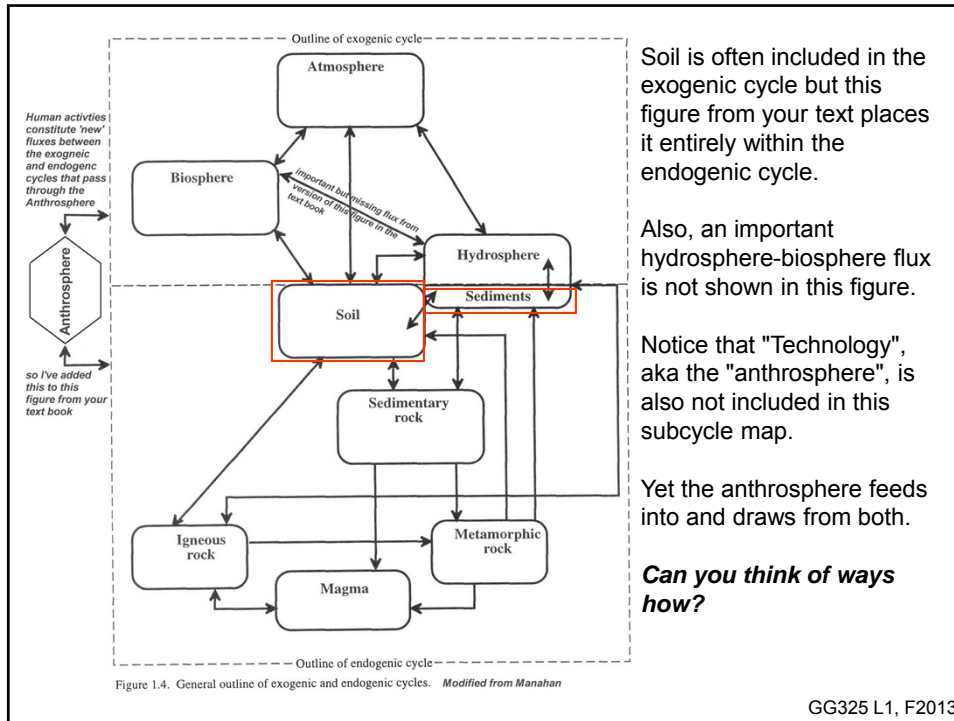 Outline of exogenic cycle
Atmosphere
Human activties
constitute 'new'
fluxes between
the exogneic
and endogenc
cycles that pass
through the
Anthrosphere
Biosphere
important but missing flux from
version of this figure in the
text book
Hydrosphere
Sediments
Soil
Anthrosphere
so I've added
this to this
figure from your
text book
Sedimentary
rock
Igneous
rock
Metamorphic
rock
Magma
Outline of endogenic cycle
Figure 1.4. General outline of exogenic and endogenic cycles. Modified from Manahan
Soil is often included in the
exogenic cycle but this
figure from your text places
it entirely within the
endogenic cycle.
Also, an important
hydrosphere-biosphere flux
is not shown in this figure.
Notice that "Technology",
aka the "anthrosphere", is
also not included in this
subcycle map.
Yet the anthrosphere feeds
into and draws from both.
Can you think of ways
how?
GG325 L1, F2013